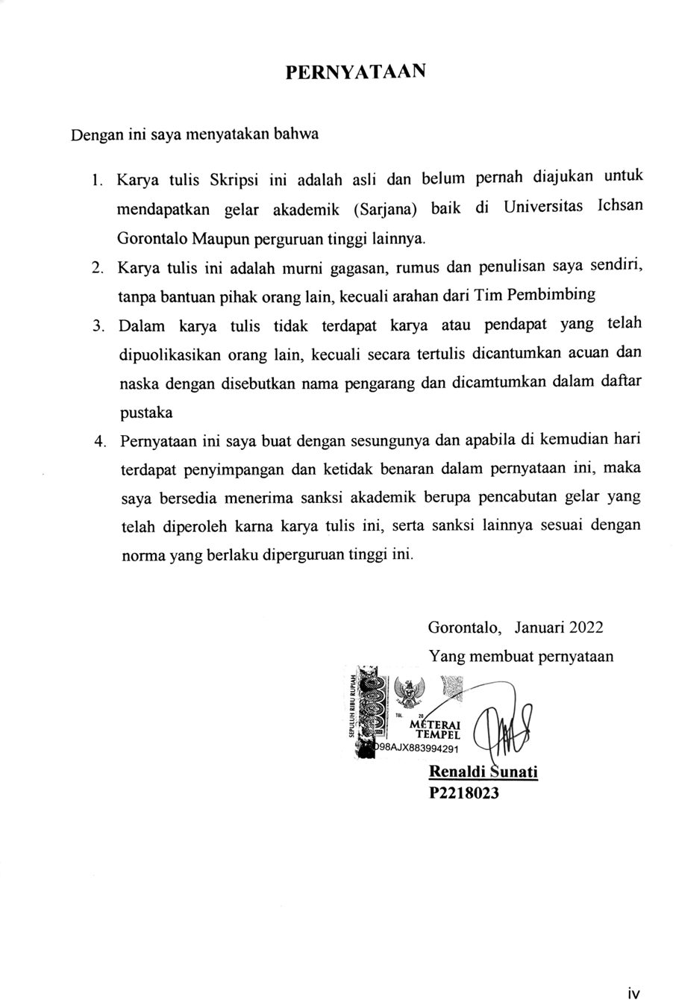 PERNYATAAN
Dengan ini saya menyatakan bahwa
1. Karya tulis Skripsi ini adalah asli dan belum pernah diajukan untuk
mendapatkan gelar akademik (Sarjana) baik di Universitas Ichsan
Gorontalo Maupun perguruan tinggi lainnya.
2. Karya tulis ini adalah murni gagasan, rumus dan penulisan saya sendiri,
tanpa bantuan pihak orang lain, kecuali arahan dari Tim Pembimbing
3. Dalam karya tulis tidak terdapat karya atau pendapat yang telah
dipuolikasikan orang lain, kecuali secara tertulis dicantumkan acuan dan
naska dengan disebutkan nama pengarang dan dicamtumkan dalam daftar
pustaka
4. Pernyataan ini saya buat dengan sesungunya dan apabila di kemudian hari
terdapat penyimpangan dan ketidak benaran dalam pernyataan ini, maka
saya bersedia menerima sanksi akademik berupa pencabutan gelar yang
telah diperoleh karna karya tulis ini, serta sanksi lainnya sesuai dengan
norma yang berlaku diperguruan tinggi ini.
Gorontalo, Januari 2022
Yang membuat pernyataan
SEPULUH RIBU RUPIAH
10000
TGL. 20
METERAI
TEMPEL
D98AJX883994291
Renaldi Sunati
P2218023
iv